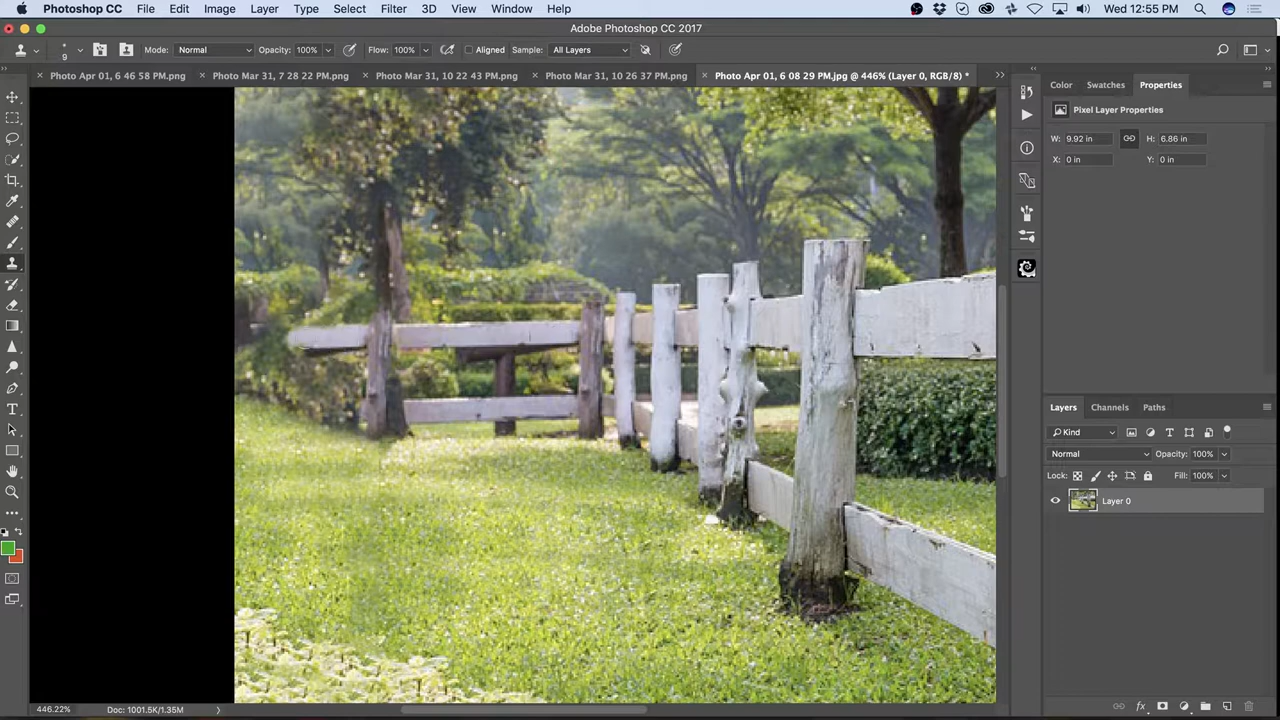 Photoshop CC File Edit Image Layer Type Select Filter 3D View Window Help Wed 12:55 PM
Adobe Photoshop CC 2017
9 Mode: Normal Opacity: 100% Flow: 100% Aligned Sample: All Layers
Photo Apr 01, 6 46 58 PM.png Photo Mar 31, 7 28 22 PM.png Photo Mar 31, 10 22 43 PM.png Photo Mar 31, 10 26 37 PM.png Photo Apr 01, 6 08 29 PM.jpg @ 446% (Layer 0, RGB/8) *
Color Swatches Properties
Pixel Layer Properties
W: 9.92 in H: 6.86 in
X: 0 in Y: 0 in
Layers Channels Paths
Kind
Normal Opacity: 100%
Lock: Fill: 100%
Layer 0
446.22% Doc: 1001.5K/1.35M